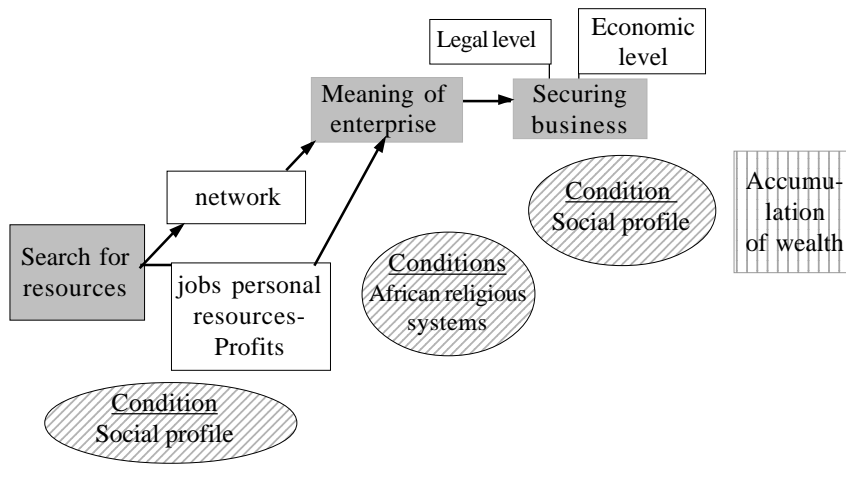 Legal level
Economic
level
Meaning of
enterprise
Securing
business
network
Condition
Social profile
Accumu-
lation
of wealth
Search for
resources
jobs personal
resources-
Profits
Conditions
African religious
systems
Condition
Social profile